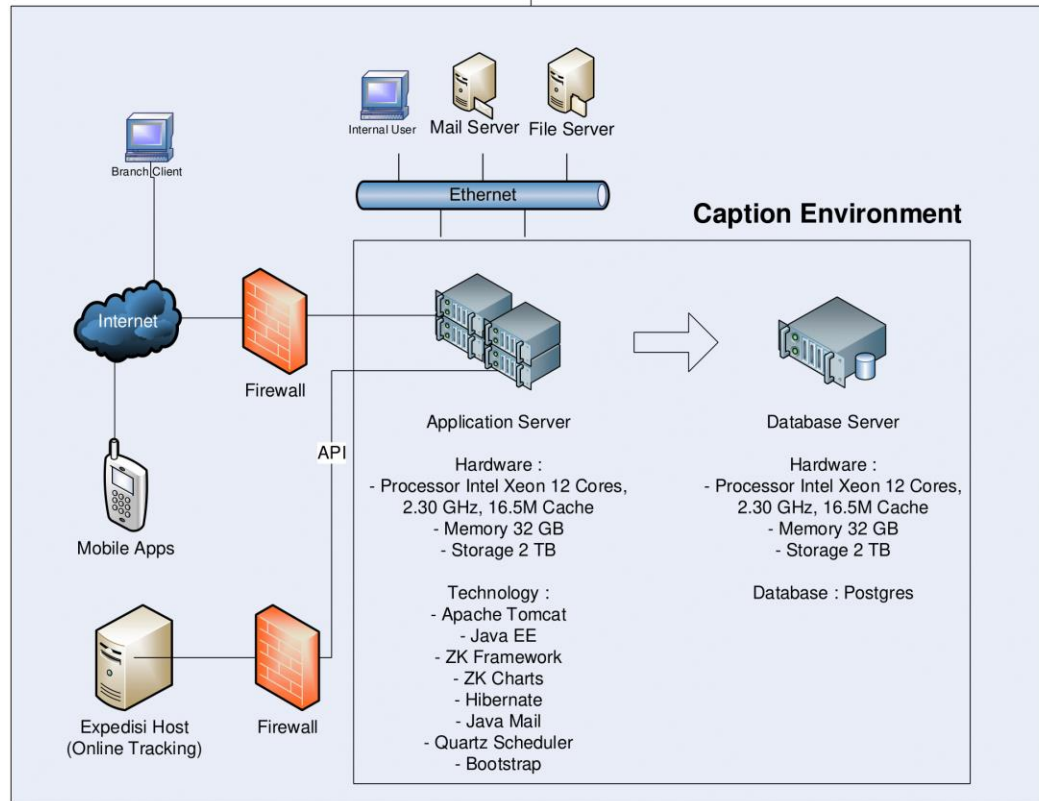 Internal User
Mail Server
File Server
Branch Client
Ethernet
Caption Environment
Internet
Firewall
API
Mobile Apps
Application Server
Hardware :
- Processor Intel Xeon 12 Cores,
2.30 GHz, 16.5M Cache
- Memory 32 GB
- Storage 2 TB
Technology :
- Apache Tomcat
- Java EE
- ZK Framework
- ZK Charts
- Hibernate
- Java Mail
- Quartz Scheduler
- Bootstrap
Database Server
Hardware :
- Processor Intel Xeon 12 Cores,
2.30 GHz, 16.5M Cache
- Memory 32 GB
- Storage 2 TB
Database : Postgres
Expedisi Host
(Online Tracking)
Firewall